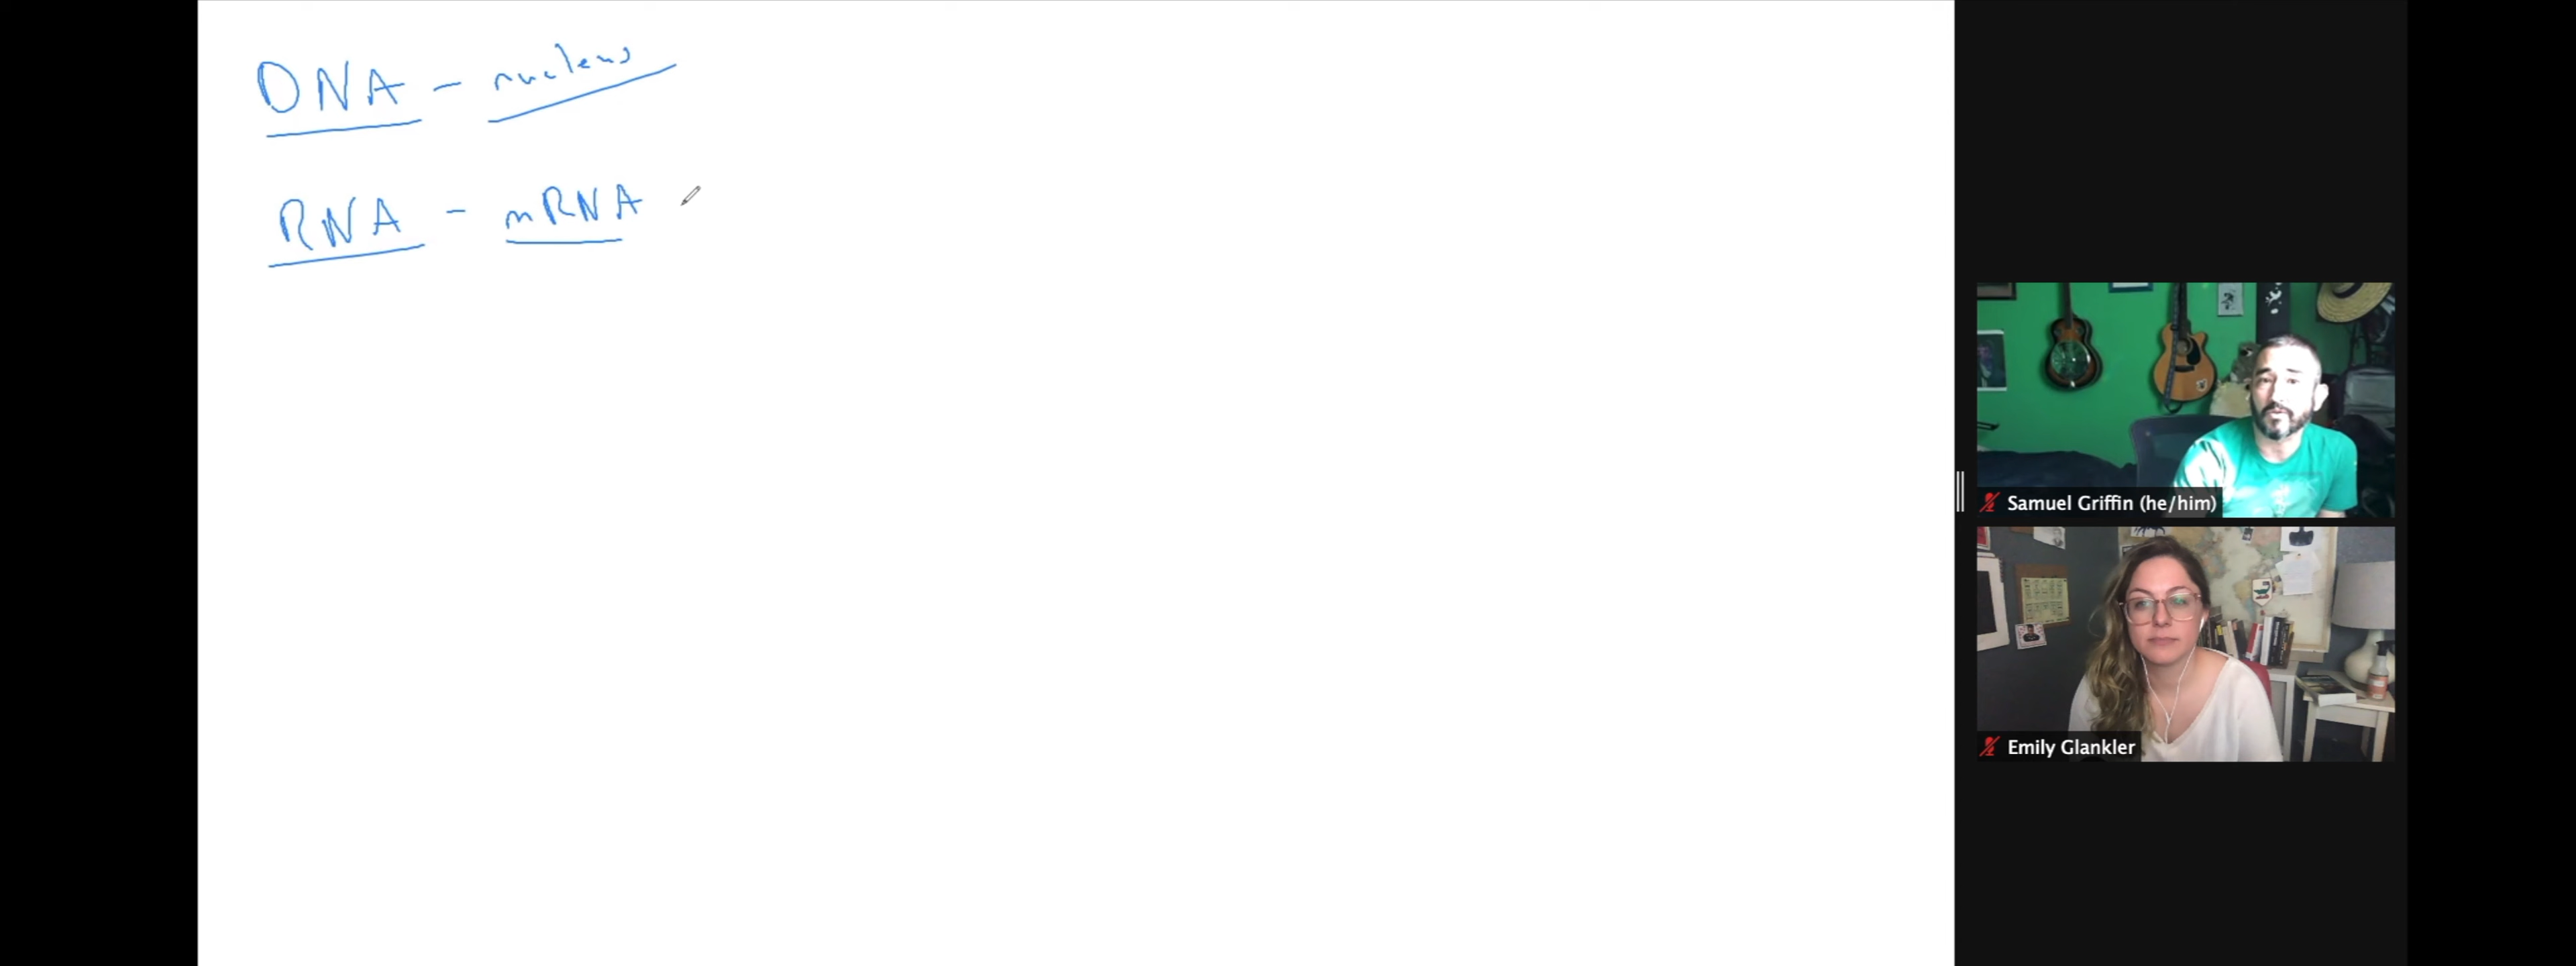 DNA - nucleus
RNA - mRNA
Samuel Griffin (he/him)
Emily Glankler